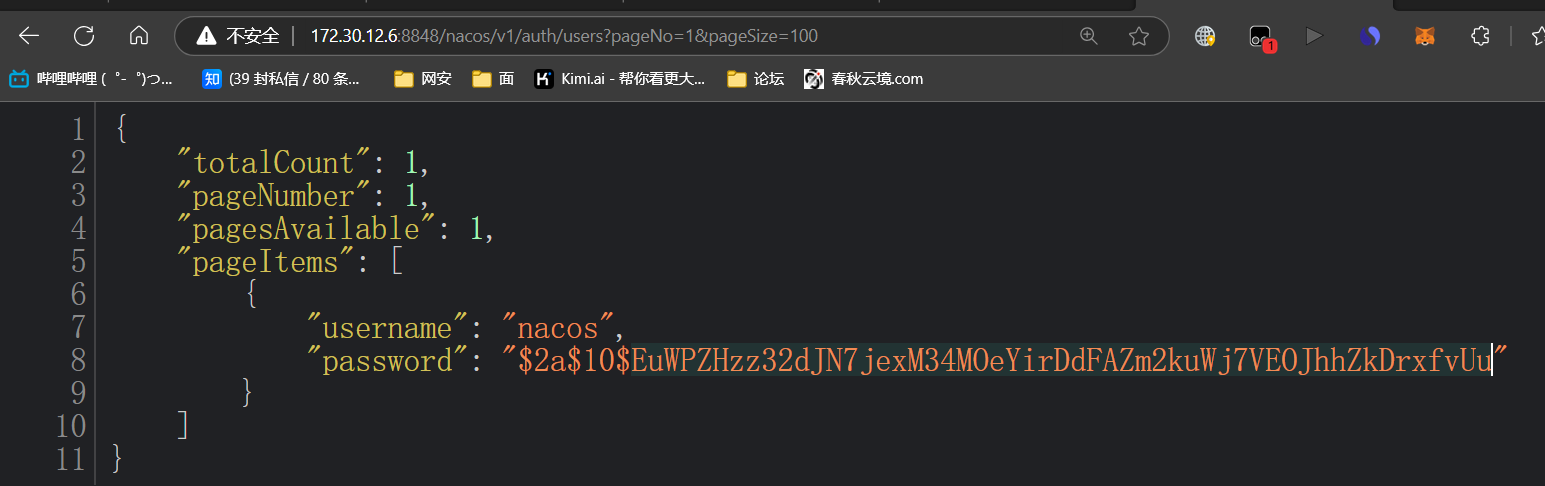 不安全 172.30.12.6:8848/nacos/v1/auth/users?pageNo=1&pageSize=100
1
哔哩哔哩 ( ゜- ゜)つ... 知 (39 封私信 / 80 条... 网安 面 K Kimi.ai - 帮你看更大... 论坛 春秋云境.com
1 {
2 "totalCount": 1,
3 "pageNumber": 1,
4 "pagesAvailable": 1,
5 "pageItems": [
6 {
7 "username": "nacos",
8 "password": "$2a$10$EuWPZHzz32dJN7jexM34MOeYirDdFAZm2kuWj7VEOJhhZkDrxfvUu"
9 }
10 ]
11 }